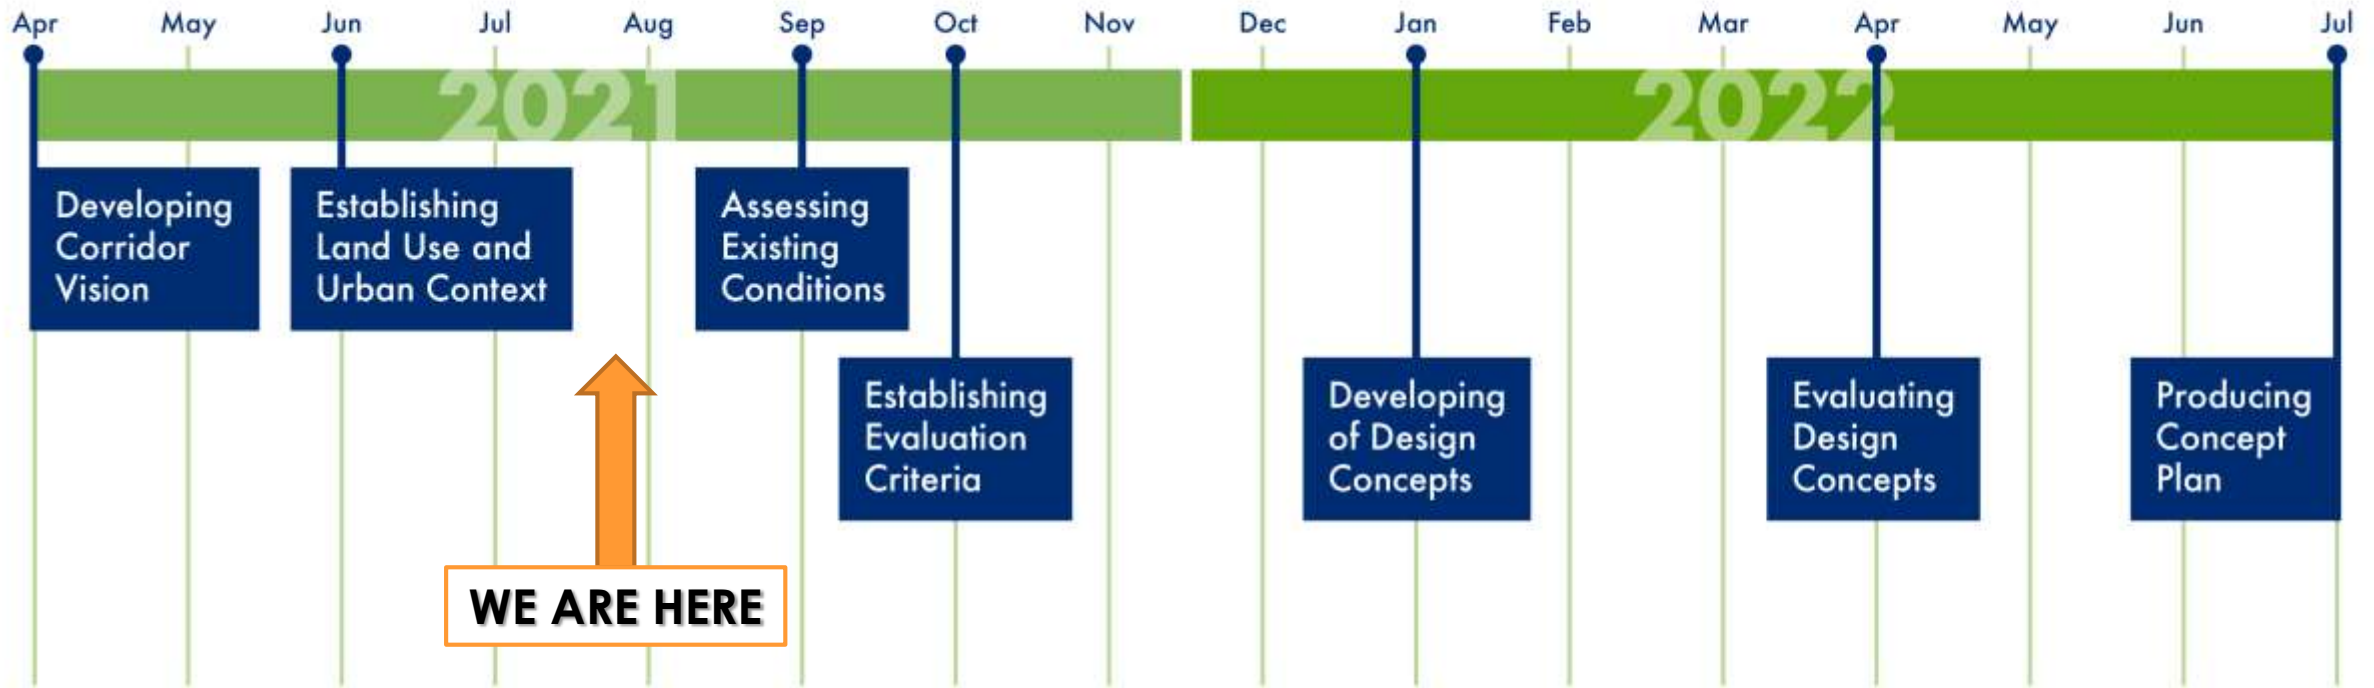 Apr May Jun Jul Aug Sep Oct Nov Dec Jan Feb Mar Apr May Jun Jul
2021 2022
Developing
Corridor
Vision
Establishing
Land Use and
Urban Context
Assessing
Existing
Conditions
Establishing
Evaluation
Criteria
Developing
of Design
Concepts
Evaluating
Design
Concepts
Producing
Concept
Plan
WE ARE HERE